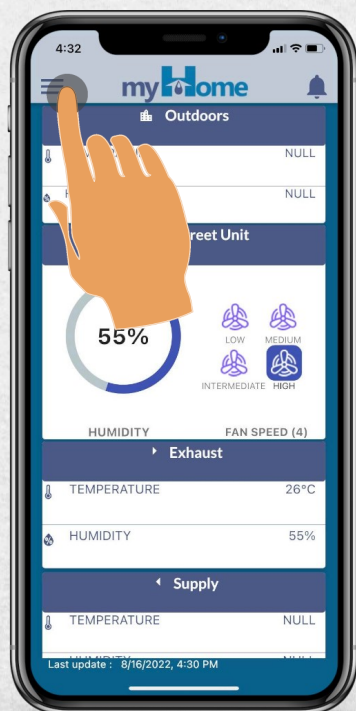 4:32
myHome
Outdoors
NULL
NULL
reet Unit
55%
LOW MEDIUM
INTERMEDIATE HIGH
HUMIDITY FAN SPEED (4)
Exhaust
TEMPERATURE 26°C
HUMIDITY 55%
Supply
TEMPERATURE NULL
Last update : 8/16/2022, 4:30 PM